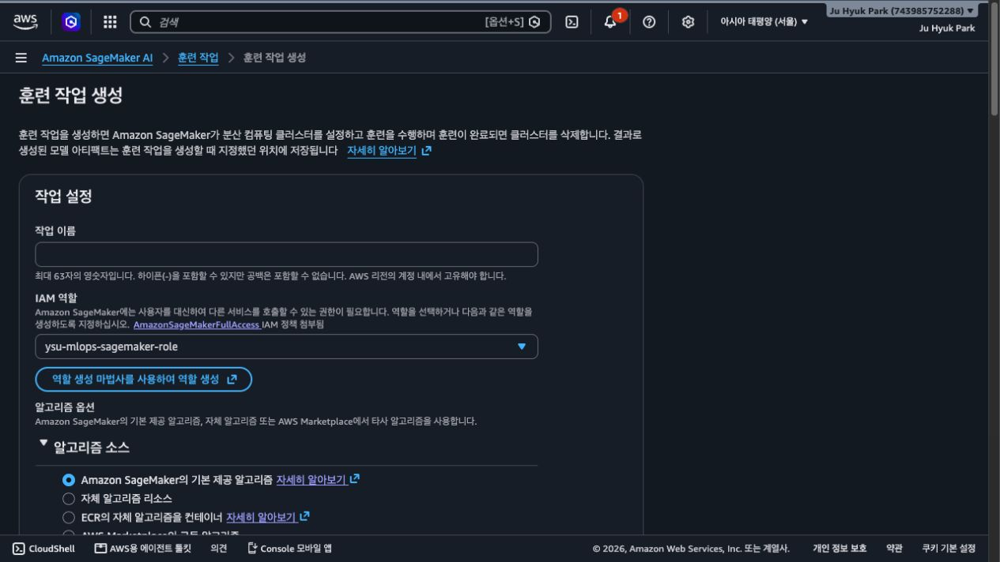 aws
검색
[옵션+S]
1
아시아 태평양 (서울) ▼
Ju Hyuk Park (743985752288) ▼
Ju Hyuk Park
Amazon SageMaker AI > 훈련 작업 > 훈련 작업 생성
훈련 작업 생성
훈련 작업을 생성하면 Amazon SageMaker가 분산 컴퓨팅 클러스터를 설정하고 훈련을 수행하며 훈련이 완료되면 클러스터를 삭제합니다. 결과로
생성된 모델 아티팩트는 훈련 작업을 생성할 때 지정했던 위치에 저장됩니다 자세히 알아보기
작업 설정
작업 이름
최대 63자의 영숫자입니다. 하이픈(-)을 포함할 수 있지만 공백은 포함할 수 없습니다. AWS 리전의 계정 내에서 고유해야 합니다.
IAM 역할
Amazon SageMaker에는 사용자를 대신하여 다른 서비스를 호출할 수 있는 권한이 필요합니다. 역할을 선택하거나 다음과 같은 역할을
생성하도록 지정하십시오. AmazonSageMakerFullAccess IAM 정책 첨부됨
ysu-mlops-sagemaker-role
역할 생성 마법사를 사용하여 역할 생성
알고리즘 옵션
Amazon SageMaker의 기본 제공 알고리즘, 자체 알고리즘 또는 AWS Marketplace에서 타사 알고리즘을 사용합니다.
▼ 알고리즘 소스
Amazon SageMaker의 기본 제공 알고리즘 자세히 알아보기
자체 알고리즘 리소스
ECR의 자체 알고리즘을 컨테이너 자세히 알아보기
AWS Marketplace의 구독 알고리즘
CloudShell
AWS용 에이전트 툴킷
의견
Console 모바일 앱
© 2026, Amazon Web Services, Inc. 또는 계열사.
개인 정보 보호
약관
쿠키 기본 설정